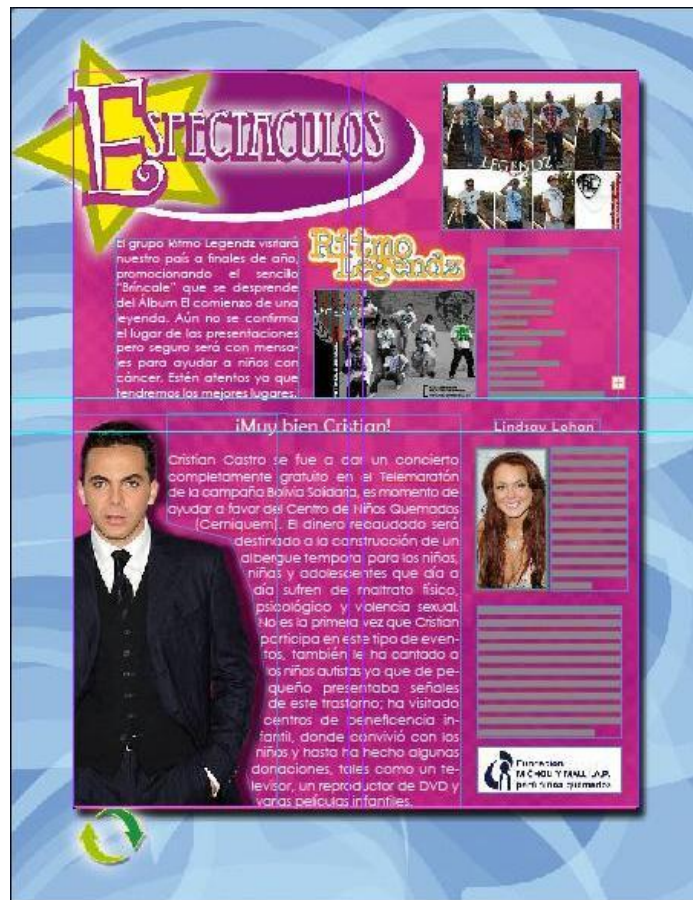 ESPECTACULOS
LEGENDZ
El grupo Ritmo Legendz visitará
nuestro país a finales de año,
promocionando el sencillo
"Bríncale" que se desprende
del Álbum El comienzo de una
leyenda. Aún no se confirma
el lugar de las presentaciones
pero seguro será con mensa-
jes para ayudar a niños con
cáncer. Estén atentos ya que
tendremos los mejores lugares.
Ritmo
Legendz
¡Muy bien Cristian!
Cristian Castro se fue a dar un concierto
completamente gratuito en el Telemaratón
de la campaña Bolivia Solidaria, es momento de
ayudar a favor del Centro de Niños Quemados
(Cerniquem). El dinero recaudado será
destinado a la construcción de un
albergue temporal para los niños,
niñas y adolescentes que día a
día sufren de maltrato físico,
psicológico y violencia sexual.
No es la primera vez que Cristian
participa en este tipo de even-
tos, también le ha cantado a
los niños autistas ya que de pe-
queño presentaba señales
de este trastorno; ha visitado
centros de beneficencia in-
fantil, donde convivió con los
niños y hasta ha hecho algunas
donaciones, tales como un te-
levisor, un reproductor de DVD y
varias películas infantiles.
Lindsay Lohan
Fundación
MICHOU Y MAU, I.A.P.
para niños quemados